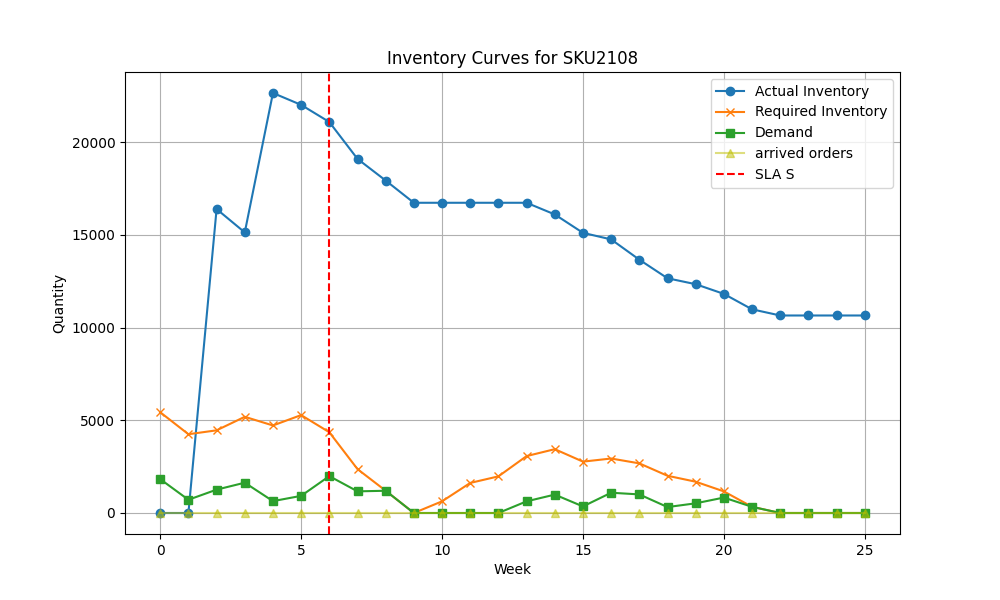 Inventory Curves for SKU2108
Actual Inventory
Required Inventory
Demand
arrived orders
SLA S
Quantity
20000
15000
10000
5000
0
0 5 10 15 20 25
Week